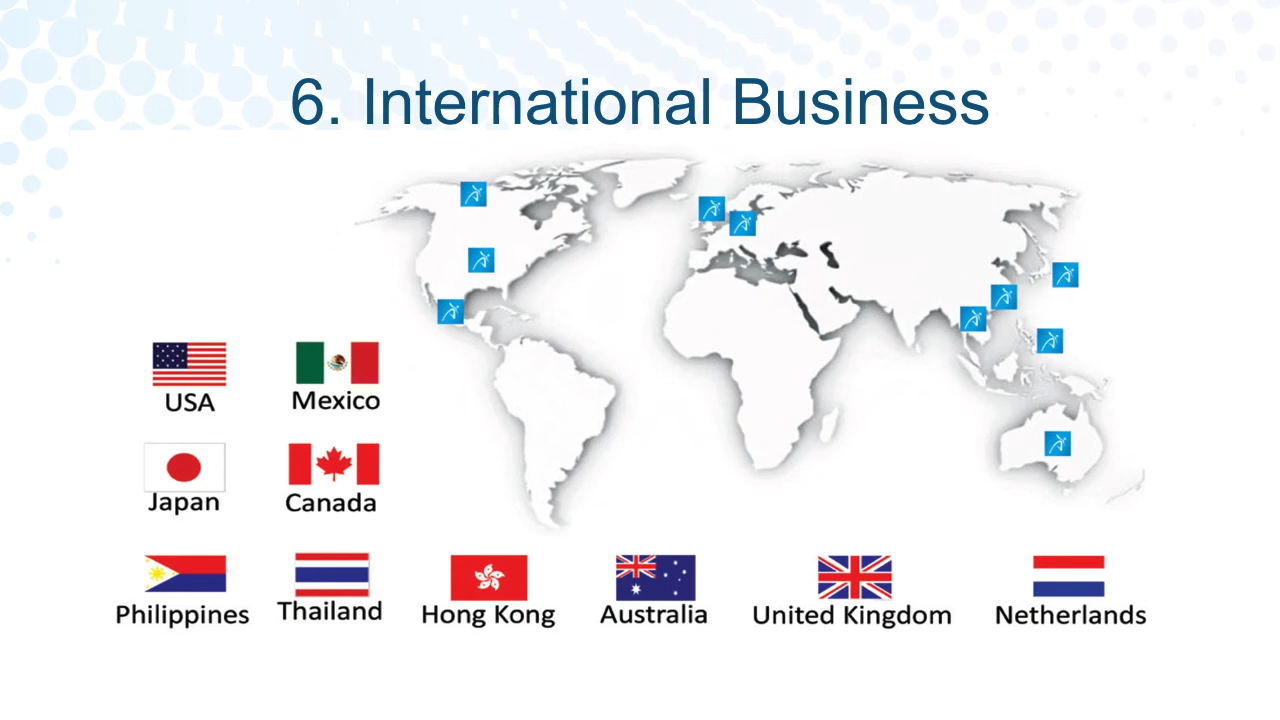 6. International Business
USA
Mexico
Japan
Canada
Philippines
Thailand
Hong Kong
Australia
United Kingdom
Netherlands